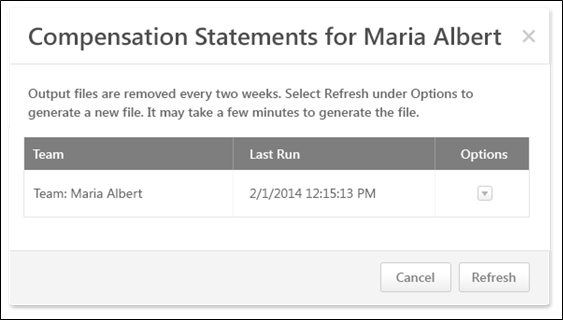 Compensation Statements for Maria Albert ×
Output files are removed every two weeks. Select Refresh under Options to
generate a new file. It may take a few minutes to generate the file.
Team Last Run Options
Team: Maria Albert 2/1/2014 12:15:13 PM
Cancel Refresh